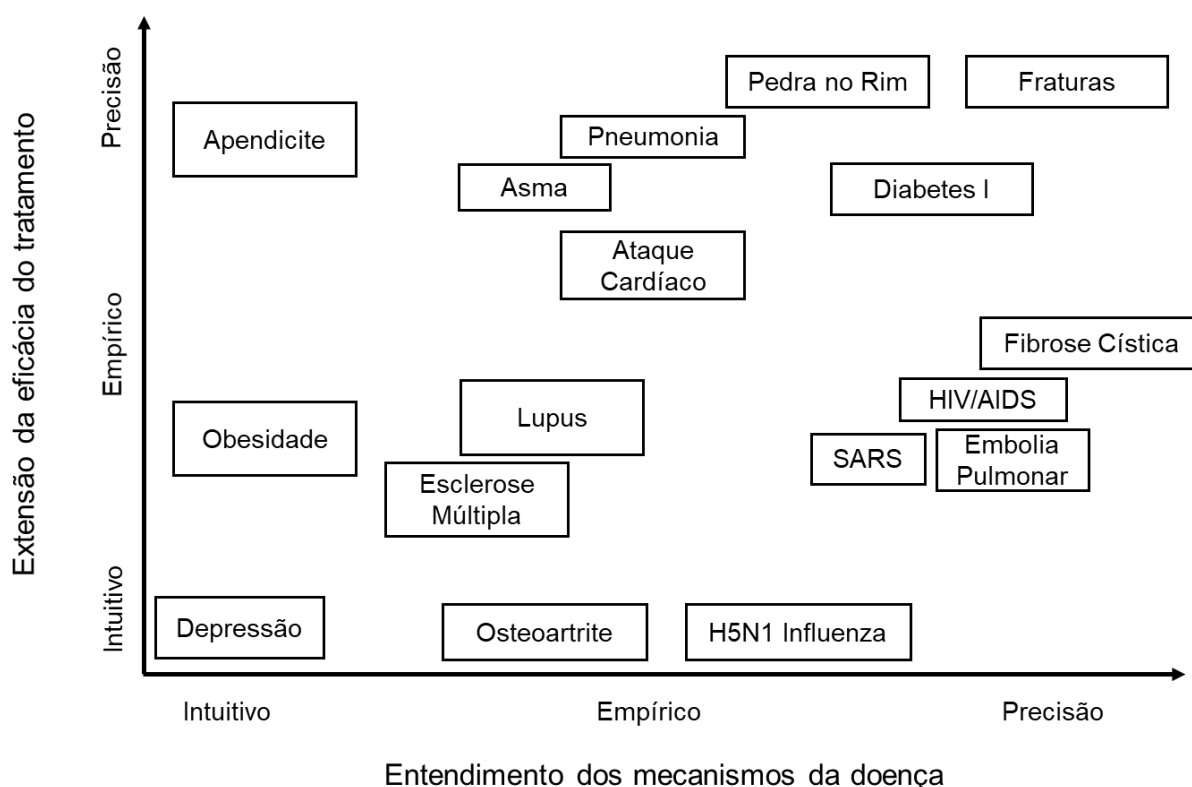 Extensão da eficácia do tratamento
Precisão
Empírico
Intuitivo
Pedra no Rim
Fraturas
Apendicite
Pneumonia
Asma
Diabetes I
Ataque
Cardíaco
Fibrose Cística
HIV/AIDS
Lupus
Obesidade
SARS
Embolia
Pulmonar
Esclerose
Múltipla
Depressão
Osteoartrite
H5N1 Influenza
Intuitivo
Empírico
Precisão
Entendimento dos mecanismos da doença